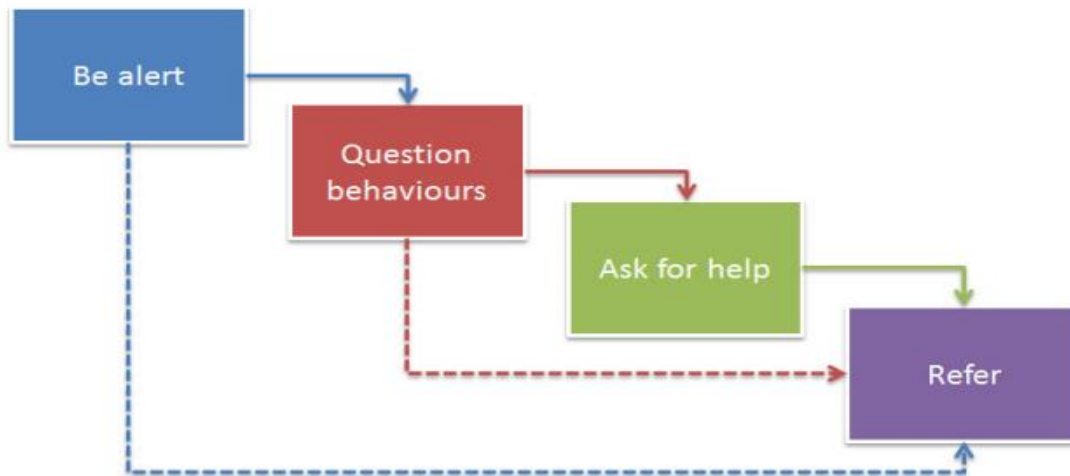 Be alert
Question
behaviours
Ask for help
Refer